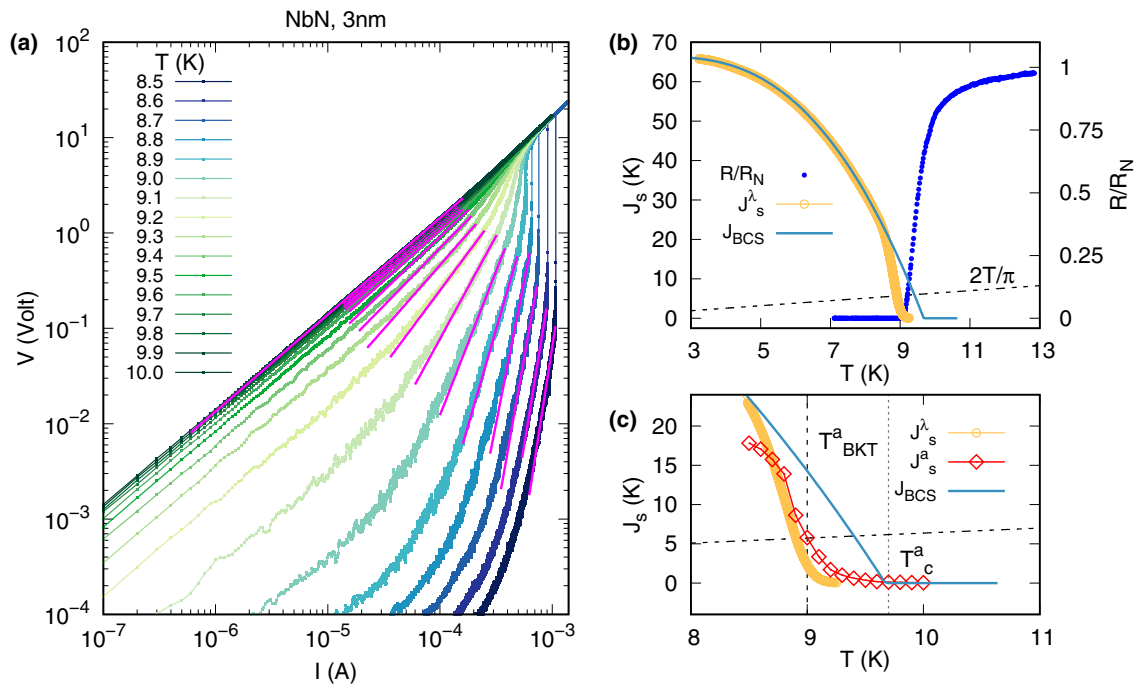 NbN, 3nm
(a)
10^2
10^1
10^0
10^-1
10^-2
10^-3
10^-4
V (Volt)
T (K)
8.5
8.6
8.7
8.8
8.9
9.0
9.1
9.2
9.3
9.4
9.5
9.6
9.7
9.8
9.9
10.0
10^-7
10^-6
10^-5
10^-4
10^-3
I (A)
(b)
70
60
50
40
30
20
10
0
J_s (K)
R/R_N
J^λ_s
J_BCS
2T/π
1
0.75
0.5
0.25
0
R/R_N
3
5
7
9
11
13
T (K)
(c)
20
15
10
5
0
J_s (K)
T^a_BKT
J^λ_s
J^a_s
J_BCS
T^a_c
8
9
10
11
T (K)